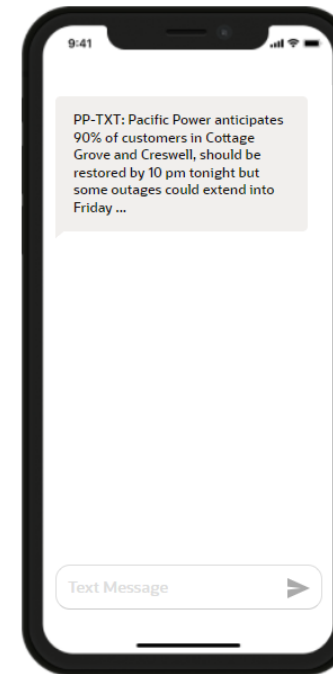 9:41
PP-TXT: Pacific Power anticipates
90% of customers in Cottage
Grove and Creswell, should be
restored by 10 pm tonight but
some outages could extend into
Friday ...
Text Message